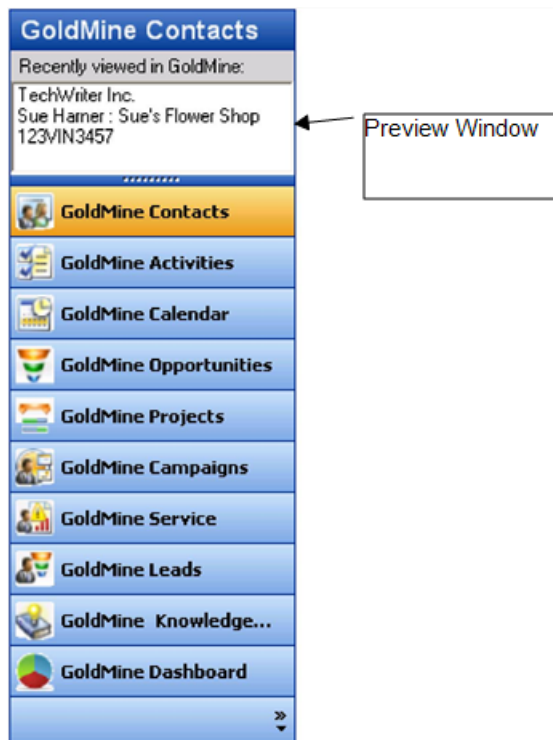 GoldMine Contacts
Recently viewed in GoldMine:
TechWriter Inc.
Sue Harner : Sue's Flower Shop
123VIN3457
Preview Window
GoldMine Contacts
GoldMine Activities
GoldMine Calendar
GoldMine Opportunities
GoldMine Projects
GoldMine Campaigns
GoldMine Service
GoldMine Leads
GoldMine Knowledge...
GoldMine Dashboard
»